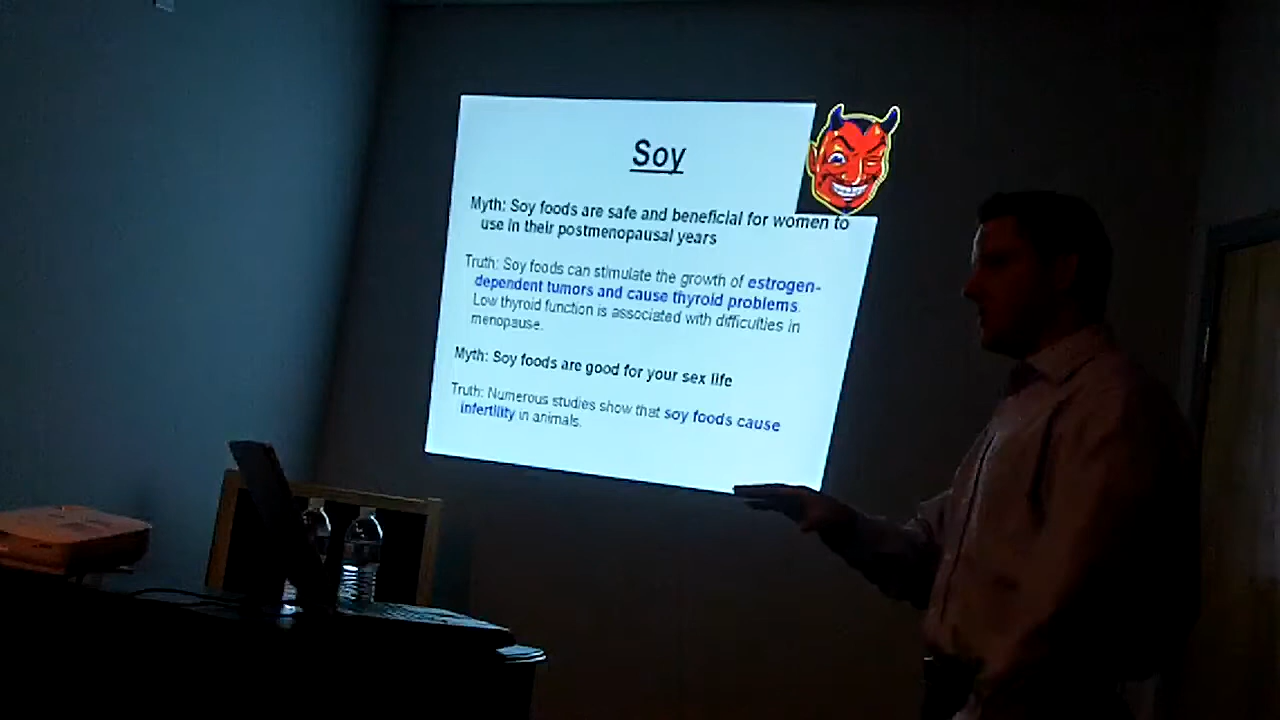 Soy
Myth: Soy foods are safe and beneficial for women to
use in their postmenopausal years
Truth: Soy foods can stimulate the growth of estrogen-
dependent tumors and cause thyroid problems.
Low thyroid function is associated with difficulties in
menopause.
Myth: Soy foods are good for your sex life
Truth: Numerous studies show that soy foods cause
infertility in animals.